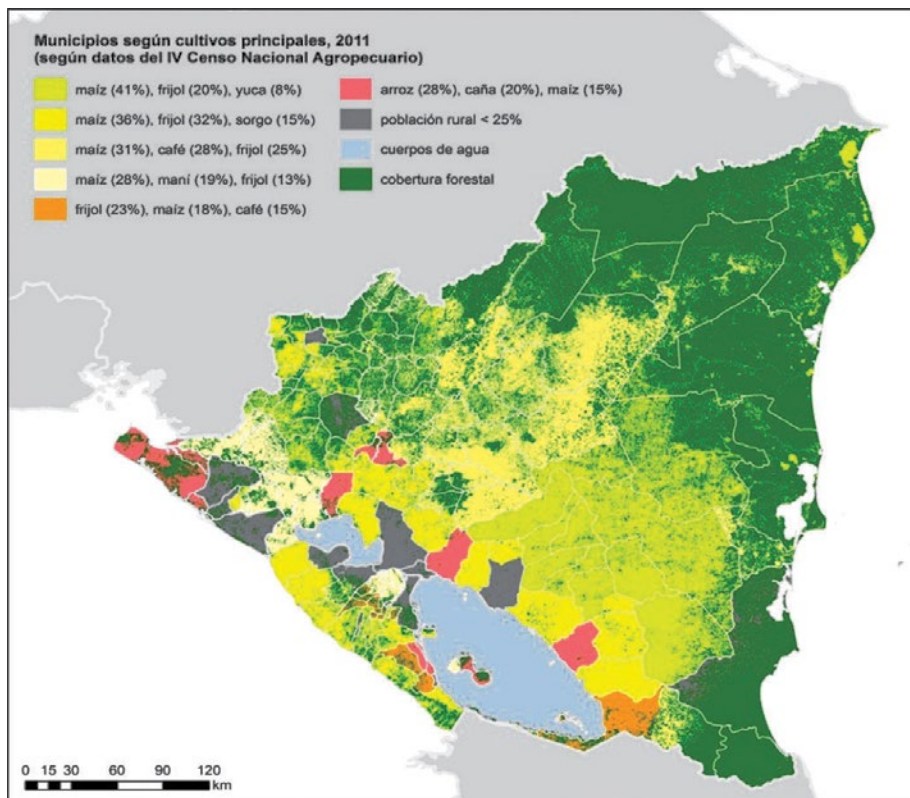 Municipios según cultivos principales, 2011
(según datos del IV Censo Nacional Agropecuario)
maíz (41%), frijol (20%), yuca (8%)
maíz (36%), frijol (32%), sorgo (15%)
maíz (31%), café (28%), frijol (25%)
maíz (28%), maní (19%), frijol (13%)
frijol (23%), maíz (18%), café (15%)
arroz (28%), caña (20%), maíz (15%)
población rural < 25%
cuerpos de agua
cobertura forestal
0 15 30 60 90 120
km